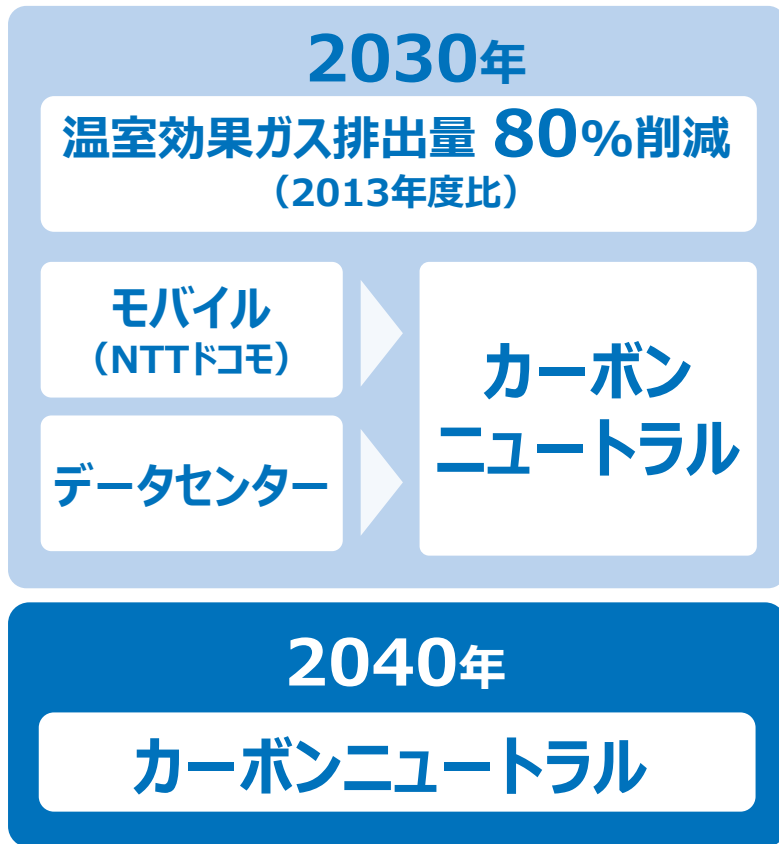 2030年
温室効果ガス排出量 80%削減
（2013年度比）
モバイル
（NTTドコモ）
データセンター
カーボン
ニュートラル
2040年
カーボンニュートラル